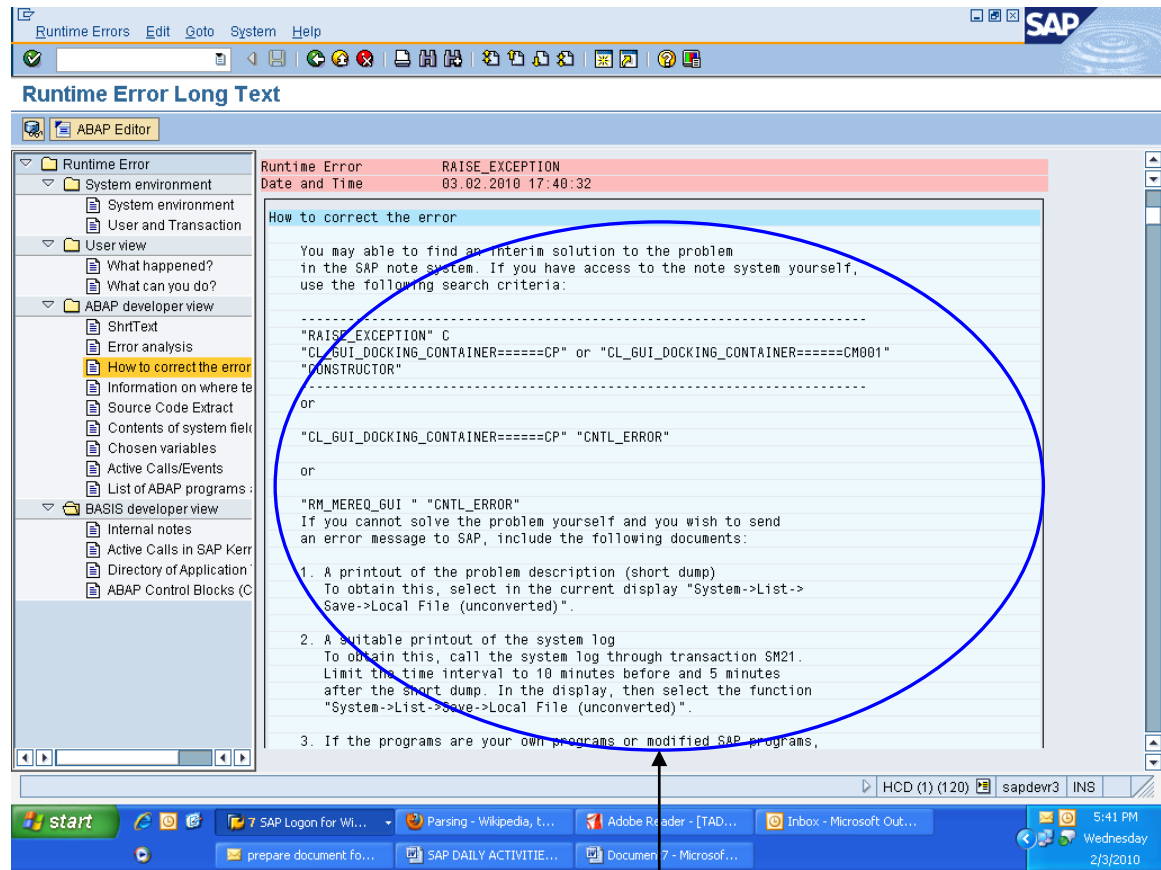 Runtime Errors Edit Goto System Help
SAP
Runtime Error Long Text
ABAP Editor
Runtime Error
System environment
System environment
User and Transaction
User view
What happened?
What can you do?
ABAP developer view
ShrtText
Error analysis
How to correct the error
Information on where te
Source Code Extract
Contents of system field
Chosen variables
Active Calls/Events
List of ABAP programs
BASIS developer view
Internal notes
Active Calls in SAP Kerr
Directory of Application
ABAP Control Blocks (C
Runtime Error RAISE_EXCEPTION
Date and Time 03.02.2010 17:40:32
How to correct the error
You may able to find an interim solution to the problem
in the SAP note system. If you have access to the note system yourself,
use the following search criteria:
--------------------------------------------------------------------
"RAISE_EXCEPTION" C
"CL_GUI_DOCKING_CONTAINER======CP" or "CL_GUI_DOCKING_CONTAINER======CM001"
"CONSTRUCTOR"
--------------------------------------------------------------------
or
"CL_GUI_DOCKING_CONTAINER======CP" "CNTL_ERROR"
or
"RM_MEREQ_GUI " "CNTL_ERROR"
If you cannot solve the problem yourself and you wish to send
an error message to SAP, include the following documents:
1. A printout of the problem description (short dump)
To obtain this, select in the current display "System->List->
Save->Local File (unconverted)".
2. A suitable printout of the system log
To obtain this, call the system log through transaction SM21.
Limit the time interval to 10 minutes before and 5 minutes
after the short dump. In the display, then select the function
"System->List->Save->Local File (unconverted)".
3. If the programs are your own programs or modified SAP programs,
HCD (1) (120) sapdevr3 INS
start
7 SAP Logon for Wi...
Parsing - Wikipedia, t...
Adobe Reader - [TAD...
Inbox - Microsoft Out...
prepare document fo...
SAP DAILY ACTIVITIE...
Document7 - Microsof...
5:41 PM
Wednesday
2/3/2010